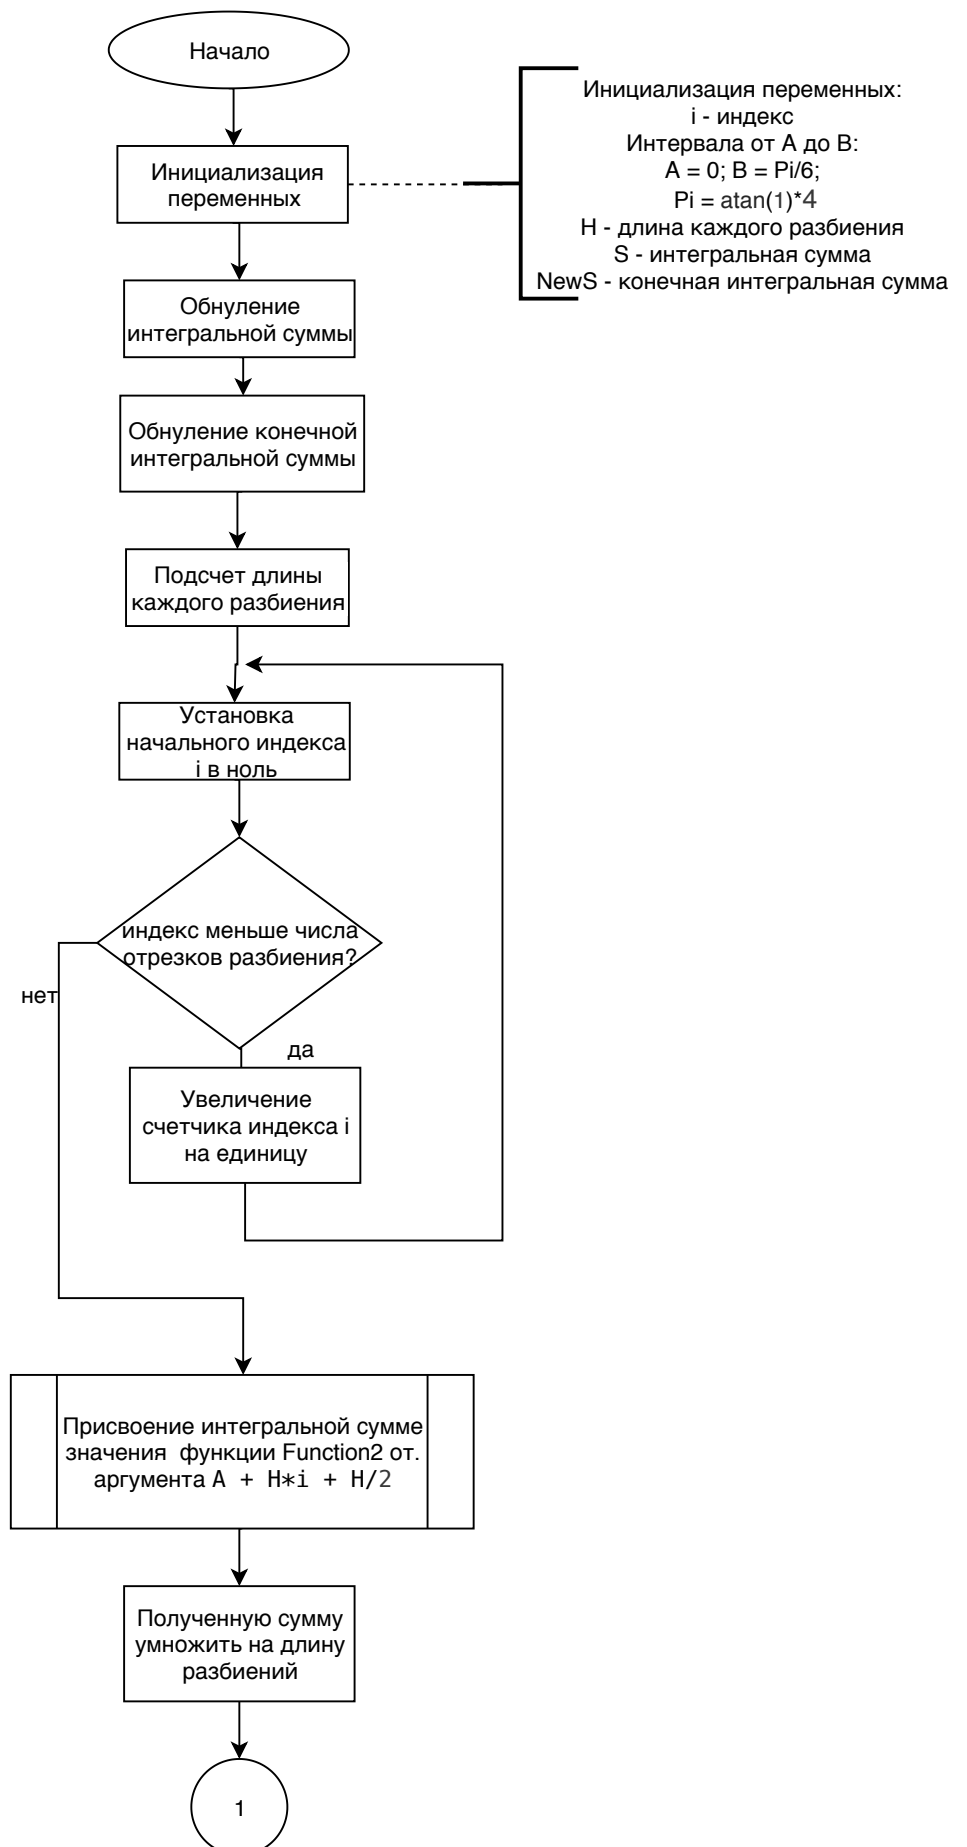 Начало
Инициализация переменных:
i - индекс
Интервала от A до B:
A = 0; B = Pi/6;
Pi = atan(1)*4
H - длина каждого разбиения
S - интегральная сумма
NewS - конечная интегральная сумма
Инициализация
переменных
Обнуление
интегральной суммы
Обнуление конечной
интегральной суммы
Подсчет длины
каждого разбиения
Установка
начального индекса
i в ноль
индекс меньше числа
отрезков разбиения?
нет
да
Увеличение
счетчика индекса i
на единицу
Присвоение интегральной сумме
значения функции Function2 от.
аргумента A + H*i + H/2
Полученную сумму
умножить на длину
разбиений
1